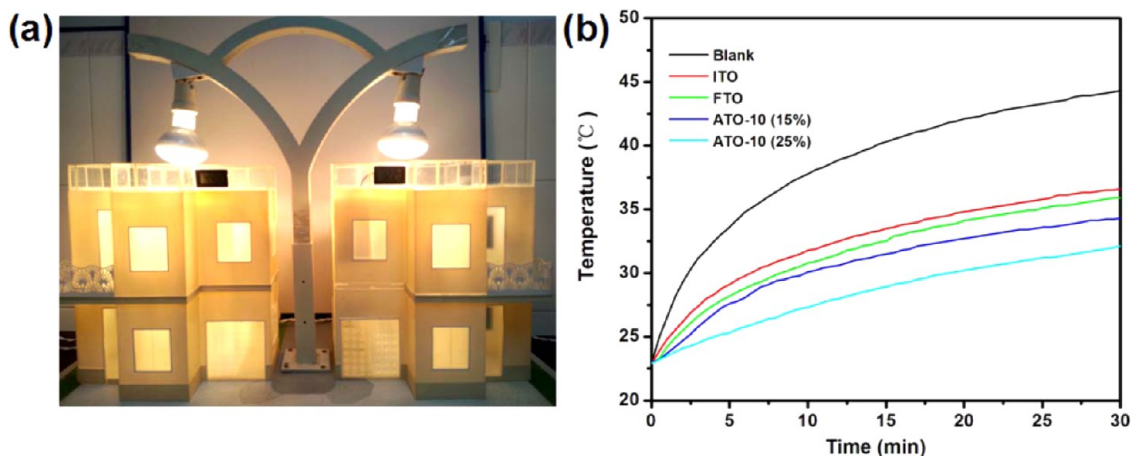 (a)
(b)
50
45
40
35
30
25
20
Temperature (℃)
Blank
ITO
FTO
ATO-10 (15%)
ATO-10 (25%)
0
5
10
15
20
25
30
Time (min)